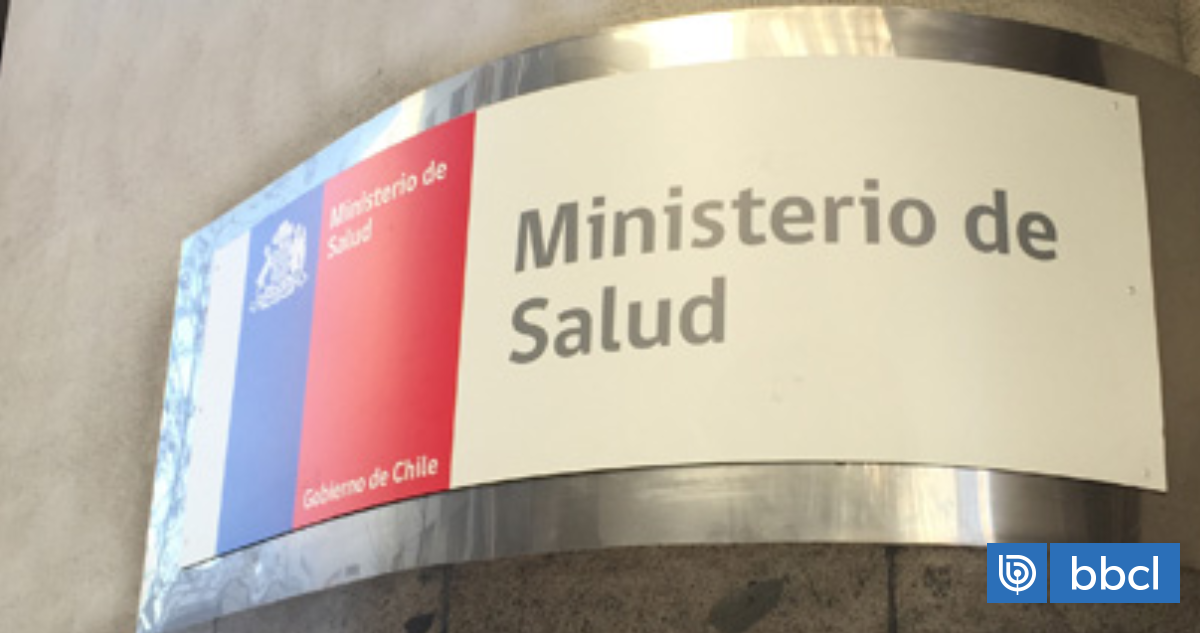 Ministerio de
Salud
Gobierno de Chile
Ministerio de
Salud
bbcl